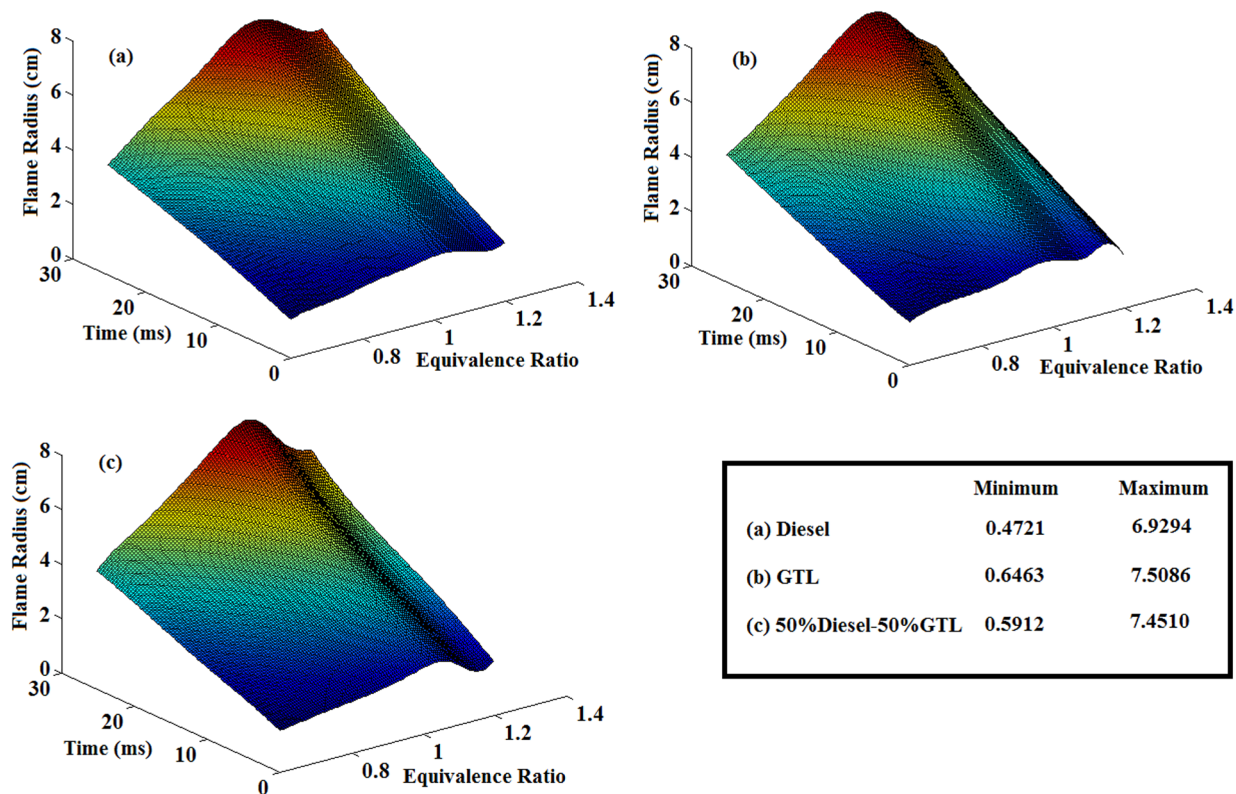 (a)
Flame Radius (cm)
8
6
4
2
0
30
20
10
0
Time (ms)
0.8
1
1.2
1.4
Equivalence Ratio
(b)
Flame Radius (cm)
8
6
4
2
0
30
20
10
0
Time (ms)
0.8
1
1.2
1.4
Equivalence Ratio
(c)
Flame Radius (cm)
8
6
4
2
0
30
20
10
0
Time (ms)
0.8
1
1.2
1.4
Equivalence Ratio
Minimum Maximum
(a) Diesel 0.4721 6.9294
(b) GTL 0.6463 7.5086
(c) 50%Diesel-50%GTL 0.5912 7.4510